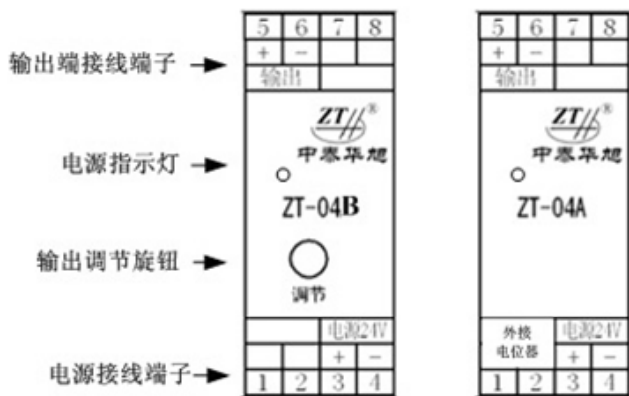 5 6 7 8
+ -
输出
ZT®
中泰华旭
ZT-04B
调节
电源24V
+ -
1 2 3 4
输出端接线端子
电源指示灯
输出调节旋钮
电源接线端子
5 6 7 8
+ -
输出
ZT®
中泰华旭
ZT-04A
外接
电位器
电源24V
+ -
1 2 3 4